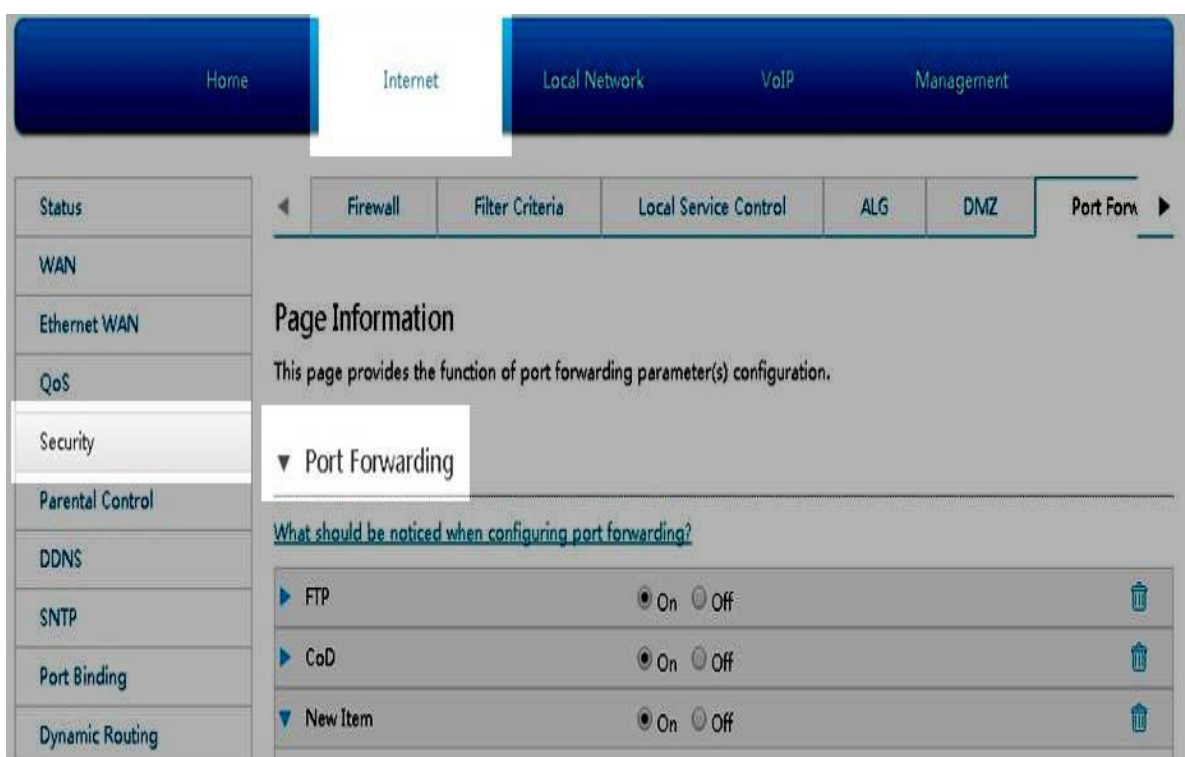 Home Internet Local Network VoIP Management
Status
WAN
Ethernet WAN
QoS
Security
Parental Control
DDNS
SNTP
Port Binding
Dynamic Routing
Firewall Filter Criteria Local Service Control ALG DMZ Port Forw
Page Information
This page provides the function of port forwarding parameter(s) configuration.
Port Forwarding
What should be noticed when configuring port forwarding?
FTP On Off
CoD On Off
New Item On Off